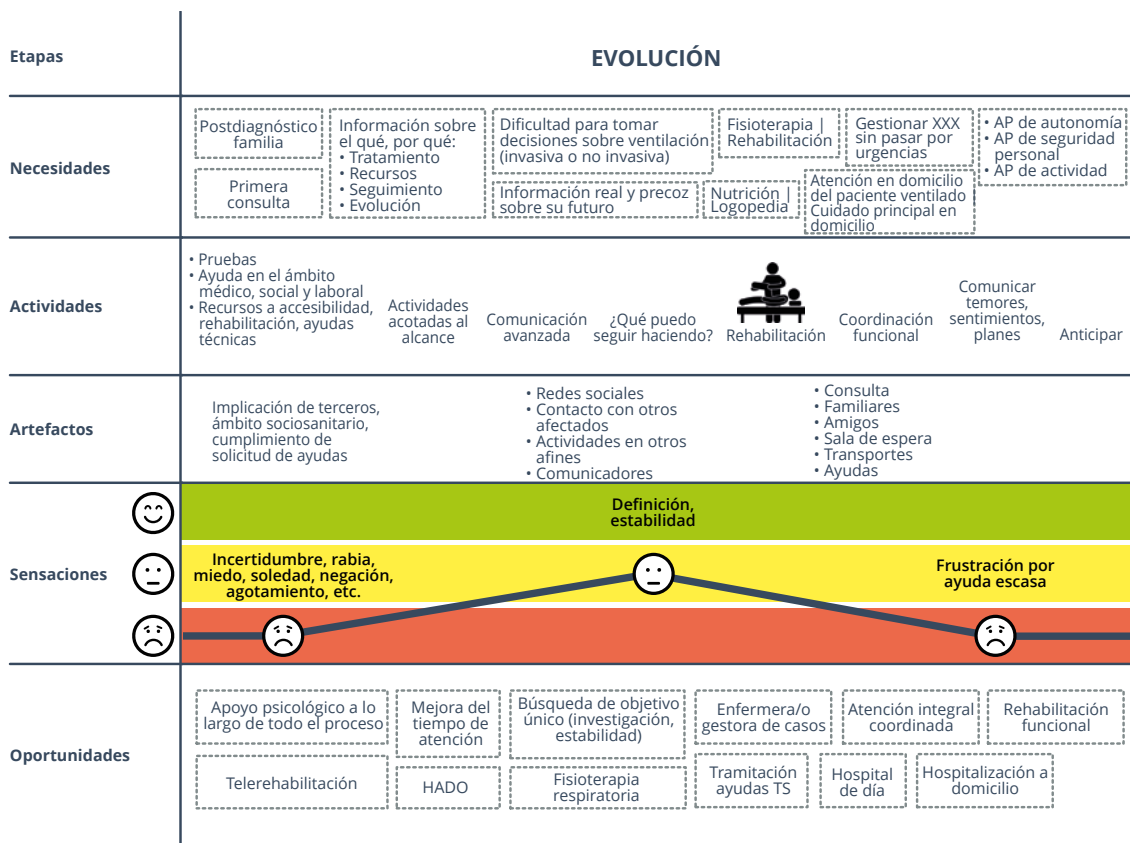 Etapas
EVOLUCIÓN
Necesidades
Postdiagnóstico
familia
Primera
consulta
Información sobre
el qué, por qué:
• Tratamiento
• Recursos
• Seguimiento
• Evolución
Dificultad para tomar
decisiones sobre ventilación
(invasiva o no invasiva)
Información real y precoz
sobre su futuro
Fisioterapia |
Rehabilitación
Nutrición |
Logopedia
Gestionar XXX
sin pasar por
urgencias
Atención en domicilio
del paciente ventilado
Cuidado principal en
domicilio
• AP de autonomía
• AP de seguridad
personal
• AP de actividad
Actividades
• Pruebas
• Ayuda en el ámbito
médico, social y laboral
• Recursos a accesibilidad,
rehabilitación, ayudas
técnicas
Actividades
acotadas al
alcance
Comunicación
avanzada
¿Qué puedo
seguir haciendo?
Rehabilitación
Coordinación
funcional
Comunicar
temores,
sentimientos,
planes
Anticipar
Artefactos
Implicación de terceros,
ámbito sociosanitario,
cumplimiento de
solicitud de ayudas
• Redes sociales
• Contacto con otros
afectados
• Actividades en otros
afines
• Comunicadores
• Consulta
• Familiares
• Amigos
• Sala de espera
• Transportes
• Ayudas
Sensaciones
Definición,
estabilidad
Incertidumbre, rabia,
miedo, soledad, negación,
agotamiento, etc.
Frustración por
ayuda escasa
Oportunidades
Apoyo psicológico a lo
largo de todo el proceso
Telerehabilitación
Mejora del
tiempo de
atención
HADO
Búsqueda de objetivo
único (investigación,
estabilidad)
Fisioterapia
respiratoria
Enfermera/o
gestora de casos
Tramitación
ayudas TS
Atención integral
coordinada
Hospital
de día
Rehabilitación
funcional
Hospitalización a
domicilio